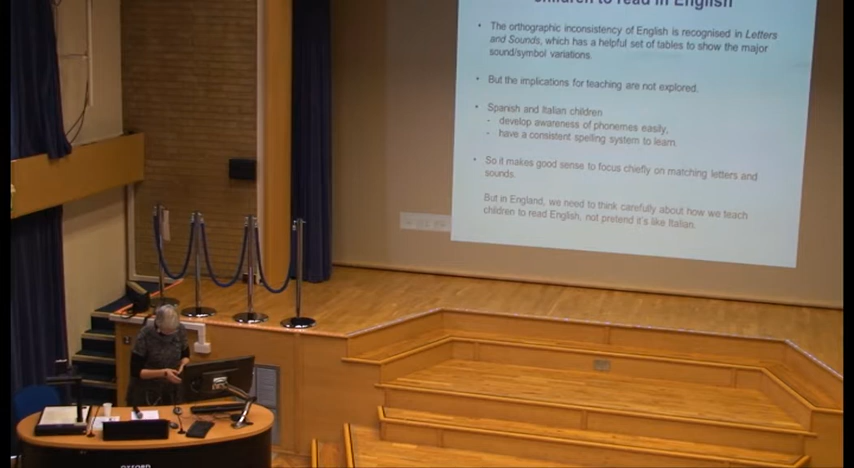 children to read in English
• The orthographic inconsistency of English is recognised in Letters
and Sounds, which has a helpful set of tables to show the major
sound/symbol variations.
• But the implications for teaching are not explored.
• Spanish and Italian children
- develop awareness of phonemes easily,
- have a consistent spelling system to learn
• So it makes good sense to focus chiefly on matching letters and
sounds.
But in England, we need to think carefully about how we teach
children to read English, not pretend it's like Italian.
OXFORD